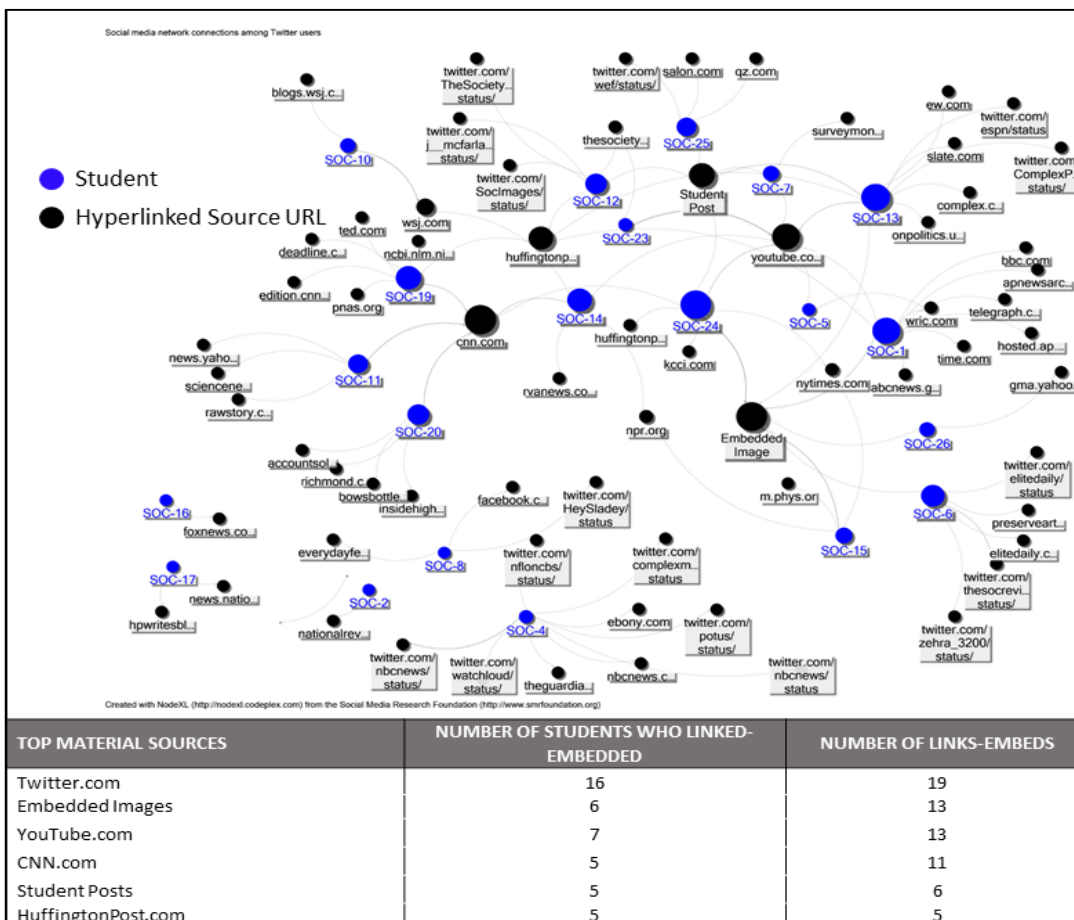 Social media network connections among Twitter users
twitter.com/
TheSociety...
status/
twitter.com/
wef/status/
salon.com
qz.com
blogs.wsj.c...
ew.com
twitter.com/
espn/status
twitter.com/
j__mcfarla...
status/
thesociety...
SOC-25
surveymon...
slate.com
twitter.com
ComplexP...
status/
SOC-10
twitter.com/
SocImages/
status/
Student
SOC-12
Student
Post
SOC-7
complex.c...
SOC-13
Hyperlinked Source URL
wsj.com
ted.com
SOC-23
onpolitics.u...
deadline.c...
ncbi.nlm.ni...
huffingtonp...
youtube.co...
bbc.com
apnewsarc...
edition.cnn...
SOC-19
pnas.org
SOC-14
SOC-24
SOC-5
wric.com
telegraph.c...
cnn.com
huffingtonp...
SOC-1
time.com
hosted.ap....
news.yaho...
SOC-11
kcci.com
sciencene...
rvanews.co...
nytimes.com
abcnews.g...
gma.yahoo.
rawstory.c...
SOC-20
npr.org
Embedded
Image
SOC-26
accountsol...
richmond.c...
bowsbottle...
insidehigh...
twitter.com/
elitedaily/
status
SOC-16
facebook.c...
twitter.com/
HeySladey/
status
m.phys.or
SOC-6
foxnews.co...
preserveart...
everydayfe...
SOC-8
twitter.com/
nfloncbs/
status/
twitter.com/
complexm...
status
SOC-15
elitedaily.c...
SOC-17
news.natio...
SOC-2
twitter.com/
thesocrevi...
status/
hpwritesbl...
nationalrev...
SOC-4
ebony.com
twitter.com/
potus/
status/
twitter.com/
zehra_3200/
status/
twitter.com/
nbcnews/
status/
twitter.com/
watchloud/
status/
theguardia...
nbcnews.c...
twitter.com/
nbcnews/
status
Created with NodeXL (http://nodexl.codeplex.com) from the Social Media Research Foundation (http://www.smrfoundation.org)
TOP MATERIAL SOURCES NUMBER OF STUDENTS WHO LINKED-EMBEDDED NUMBER OF LINKS-EMBEDS
Twitter.com 16 19
Embedded Images 6 13
YouTube.com 7 13
CNN.com 5 11
Student Posts 5 6
HuffingtonPost.com 5 5